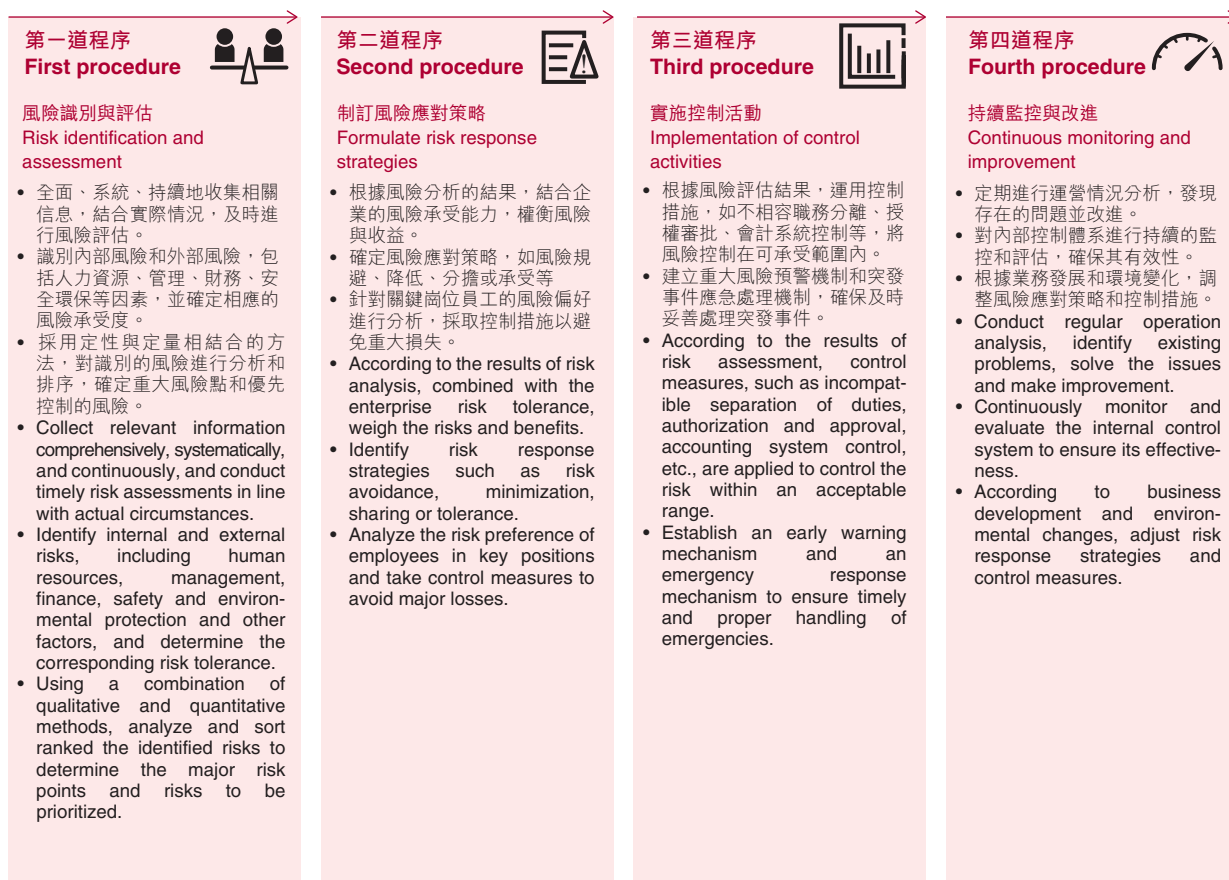 第一道程序
First procedure
風險識別與評估
Risk identification and
assessment
• 全面、系統、持續地收集相關
信息，結合實際情況，及時進
行風險評估。
• 識別內部風險和外部風險，包
括人力資源、管理、財務、安
全環保等因素，並確定相應的
風險承受度。
• 採用定性與定量相結合的方
法，對識別的風險進行分析和
排序，確定重大風險點和優先
控制的風險。
• Collect relevant information
comprehensively, systematically,
and continuously, and conduct
timely risk assessments in line
with actual circumstances.
• Identify internal and external
risks, including human
resources, management,
finance, safety and environ-
mental protection and other
factors, and determine the
corresponding risk tolerance.
• Using a combination of
qualitative and quantitative
methods, analyze and sort
ranked the identified risks to
determine the major risk
points and risks to be
prioritized.
第二道程序
Second procedure
制訂風險應對策略
Formulate risk response
strategies
• 根據風險分析的結果，結合企
業的風險承受能力，權衡風險
與收益。
• 確定風險應對策略，如風險規
避、降低、分擔或承受等
• 針對關鍵崗位員工的風險偏好
進行分析，採取控制措施以避
免重大損失。
• According to the results of risk
analysis, combined with the
enterprise risk tolerance,
weigh the risks and benefits.
• Identify risk response
strategies such as risk
avoidance, minimization,
sharing or tolerance.
• Analyze the risk preference of
employees in key positions
and take control measures to
avoid major losses.
第三道程序
Third procedure
實施控制活動
Implementation of control
activities
• 根據風險評估結果，運用控制
措施，如不相容職務分離、授
權審批、會計系統控制等，將
風險控制在可承受範圍內。
• 建立重大風險預警機制和突發
事件應急處理機制，確保及時
妥善處理突發事件。
• According to the results of
risk assessment, control
measures, such as incompat-
ible separation of duties,
authorization and approval,
accounting system control,
etc., are applied to control the
risk within an acceptable
range.
• Establish an early warning
mechanism and an
emergency response
mechanism to ensure timely
and proper handling of
emergencies.
第四道程序
Fourth procedure
持續監控與改進
Continuous monitoring and
improvement
• 定期進行運營情況分析，發現
存在的問題並改進。
• 對內部控制體系進行持續的監
控和評估，確保其有效性。
• 根據業務發展和環境變化，調
整風險應對策略和控制措施。
• Conduct regular operation
analysis, identify existing
problems, solve the issues
and make improvement.
• Continuously monitor and
evaluate the internal control
system to ensure its effective-
ness.
• According to business
development and environ-
mental changes, adjust risk
response strategies and
control measures.